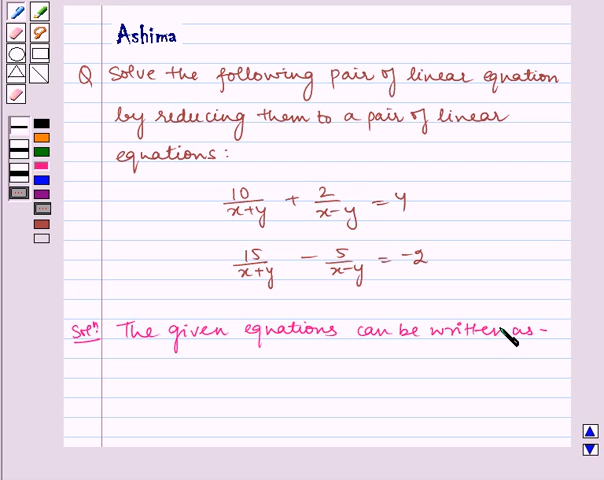 Ashima
Q Solve the following pair of linear equation
by reducing them to a pair of linear
equations:
10/(x+y) + 2/(x-y) = 4
15/(x+y) - 5/(x-y) = -2
Solⁿ The given equations can be written as -